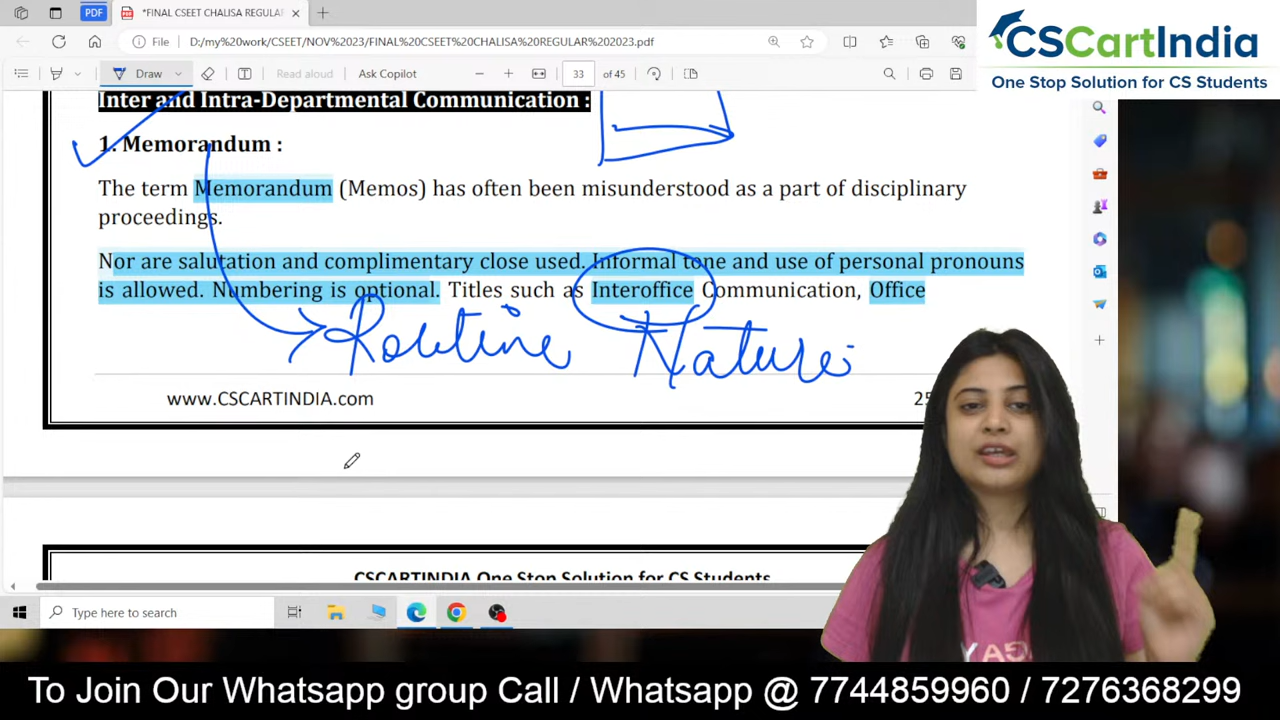 *FINAL CSEET CHALISA REGULAR
File D:/my%20work/CSEET/NOV%2023/FINAL%20CSEET%20CHALISA%20REGULAR%202023.pdf
Draw Read aloud Ask Copilot 33 of 45
CSCartIndia
One Stop Solution for CS Students
Inter and Intra-Departmental Communication :
1. Memorandum :
The term Memorandum (Memos) has often been misunderstood as a part of disciplinary
proceedings.
Nor are salutation and complimentary close used. Informal tone and use of personal pronouns
is allowed. Numbering is optional. Titles such as Interoffice Communication, Office
Routine Nature
www.CSCARTINDIA.com 25
CSCARTINDIA One Stop Solution for CS Students
Type here to search
To Join Our Whatsapp group Call / Whatsapp @ 7744859960 / 7276368299